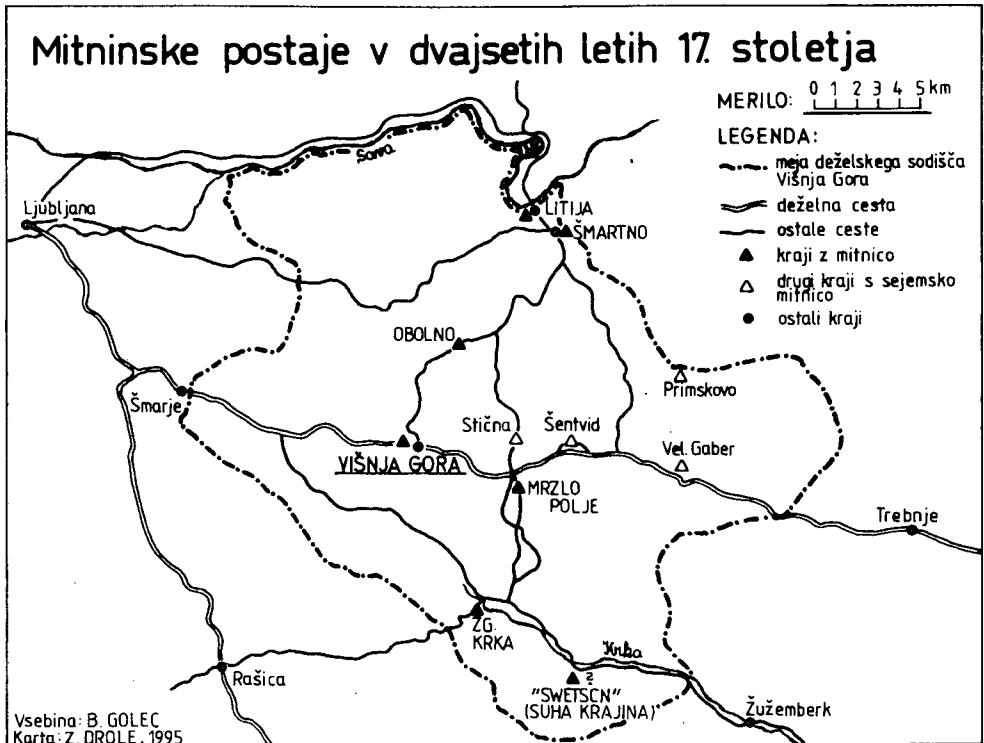 Mitninske postaje v dvajsetih letih 17. stoletja
MERILO: 0 1 2 3 4 5 km
LEGENDA:
meja deželskega sodišča
Višnja Gora
deželna cesta
ostale ceste
kraji z mitnico
drugi kraji s sejemsko
mitnico
ostali kraji
Sava
Ljubljana
LITIJA
ŠMARTNO
OBOLNO
Primskovo
Šmarje
Stična
Šentvid
Vel. Gaber
VIŠNJA GORA
MRZLO
POLJE
Trebnje
ZG.
KRKA
Krka
Rašica
?
"SWETSCN"
(SUHA KRAJINA)
Žužemberk
Vsebina: B. GOLEC
Karta: Z. DROLE, 1995